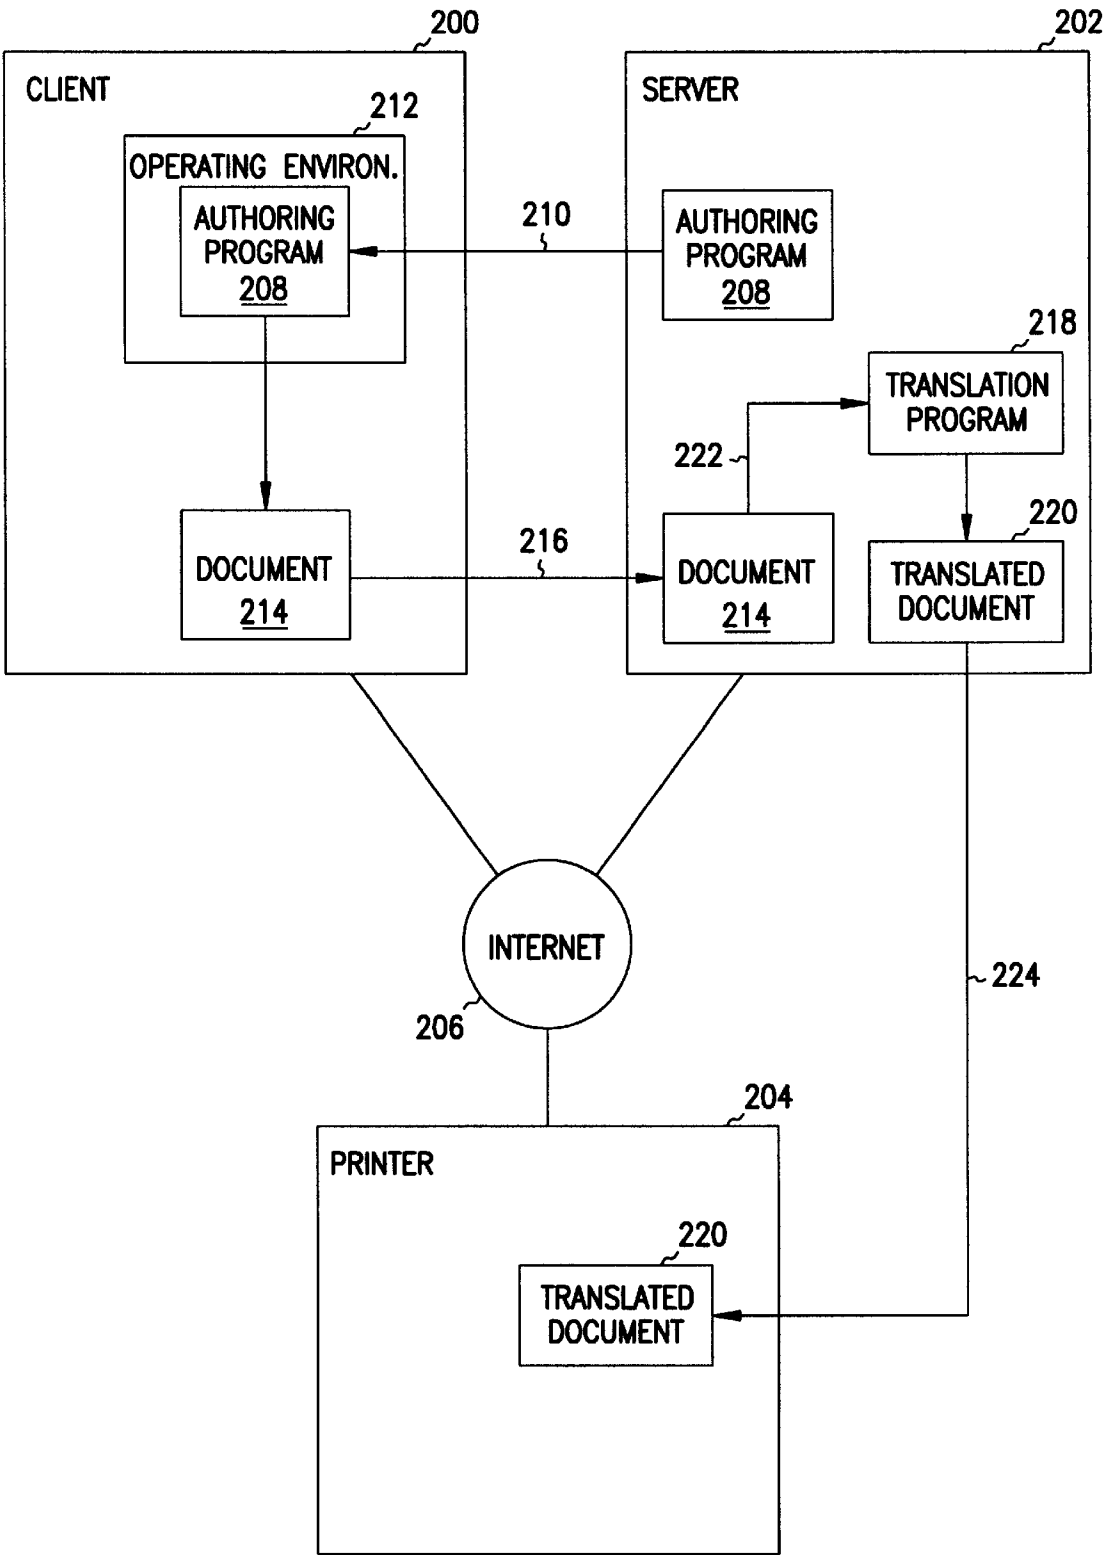 200
202
CLIENT
SERVER
212
OPERATING ENVIRON.
AUTHORING
PROGRAM
208
210
AUTHORING
PROGRAM
208
218
TRANSLATION
PROGRAM
222
220
216
DOCUMENT
214
DOCUMENT
214
TRANSLATED
DOCUMENT
INTERNET
206
224
204
PRINTER
220
TRANSLATED
DOCUMENT